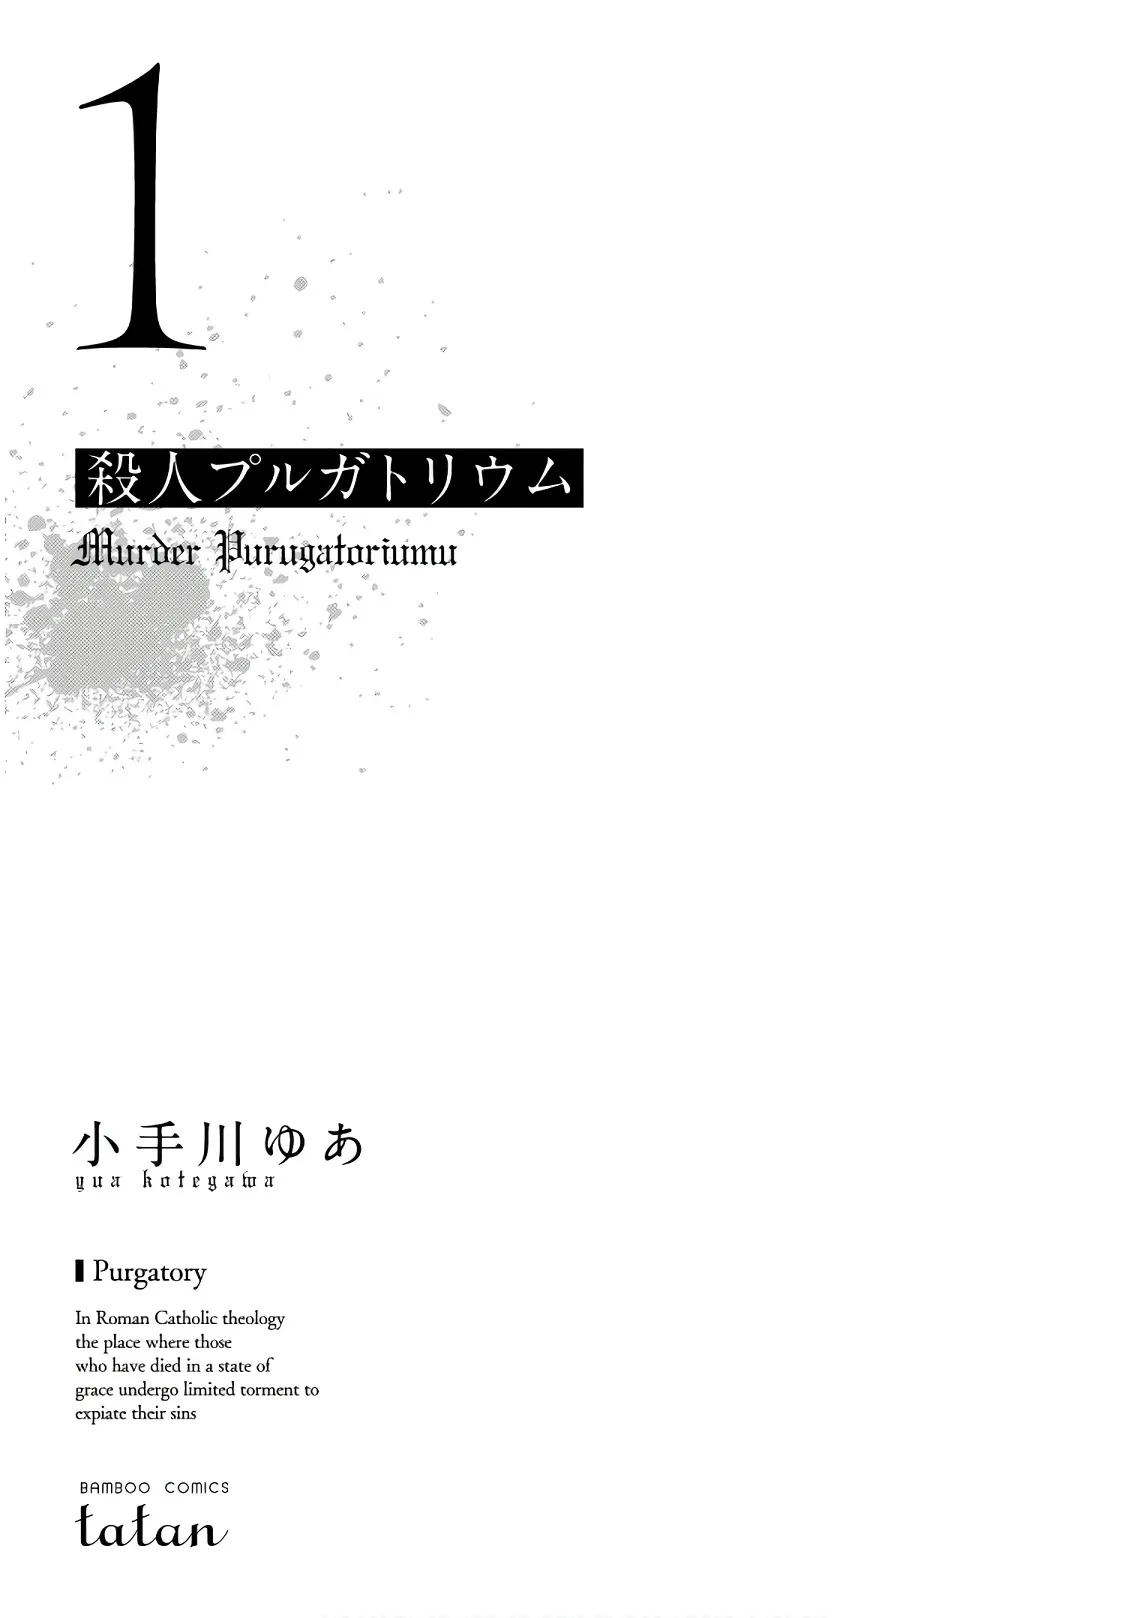 1
殺人プルガトリウム
Murder Purugatoriumu
小手川ゆあ
yua kotegawa
Purgatory
In Roman Catholic theology
the place where those
who have died in a state of
grace undergo limited torment to
expiate their sins
BAMBOO COMICS
tatan